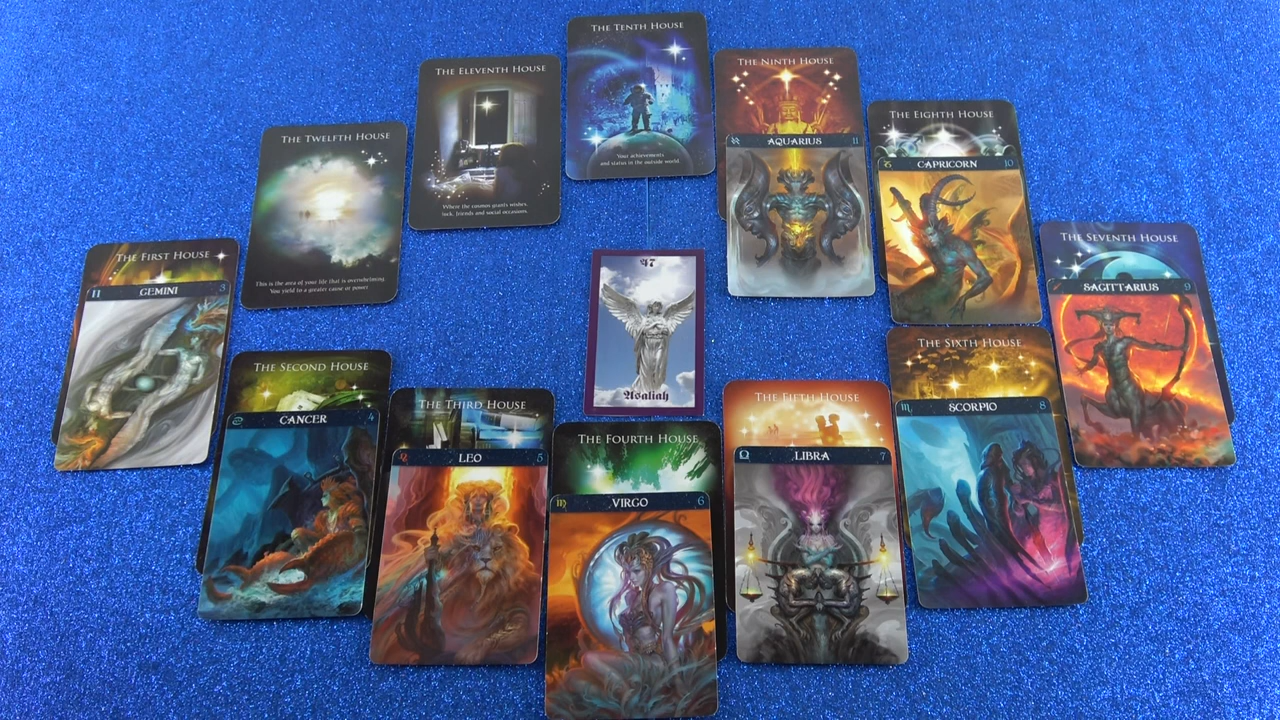 THE TENTH HOUSE
Your achievements
and status in the outside world.
THE ELEVENTH HOUSE
Where the cosmos grants wishes,
luck, friends and social occasions.
THE NINTH HOUSE
AQUARIUS 11
THE EIGHTH HOUSE
CAPRICORN 10
THE TWELFTH HOUSE
This is the area of your life that is overwhelming.
You yield to a greater cause or power
THE FIRST HOUSE
GEMINI 3
THE SEVENTH HOUSE
SAGITTARIUS 9
47
Asaliah
THE SECOND HOUSE
CANCER 4
THE THIRD HOUSE
LEO 5
THE FOURTH HOUSE
VIRGO 6
THE FIFTH HOUSE
LIBRA 7
THE SIXTH HOUSE
SCORPIO 8